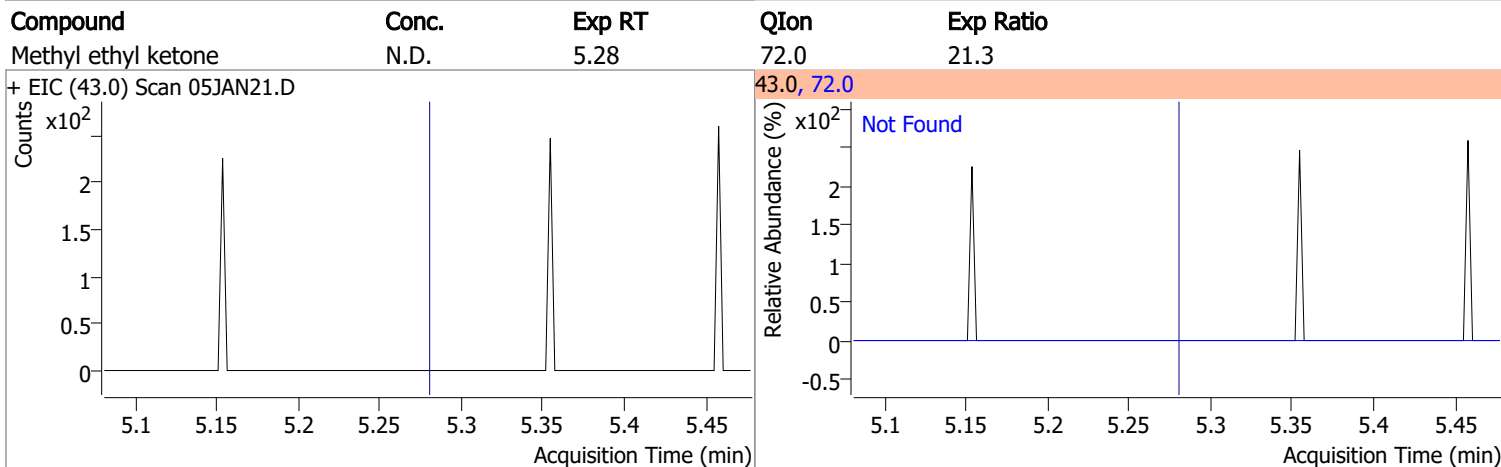 Compound Conc. Exp RT QIon Exp Ratio
Methyl ethyl ketone N.D. 5.28 72.0 21.3
+ EIC (43.0) Scan 05JAN21.D
Counts
x10²
2
1.5
1
0.5
0
5.1 5.15 5.2 5.25 5.3 5.35 5.4 5.45
Acquisition Time (min)
43.0, 72.0
Relative Abundance (%)
x10²
Not Found
2
1.5
1
0.5
0
-0.5
5.1 5.15 5.2 5.25 5.3 5.35 5.4 5.45
Acquisition Time (min)